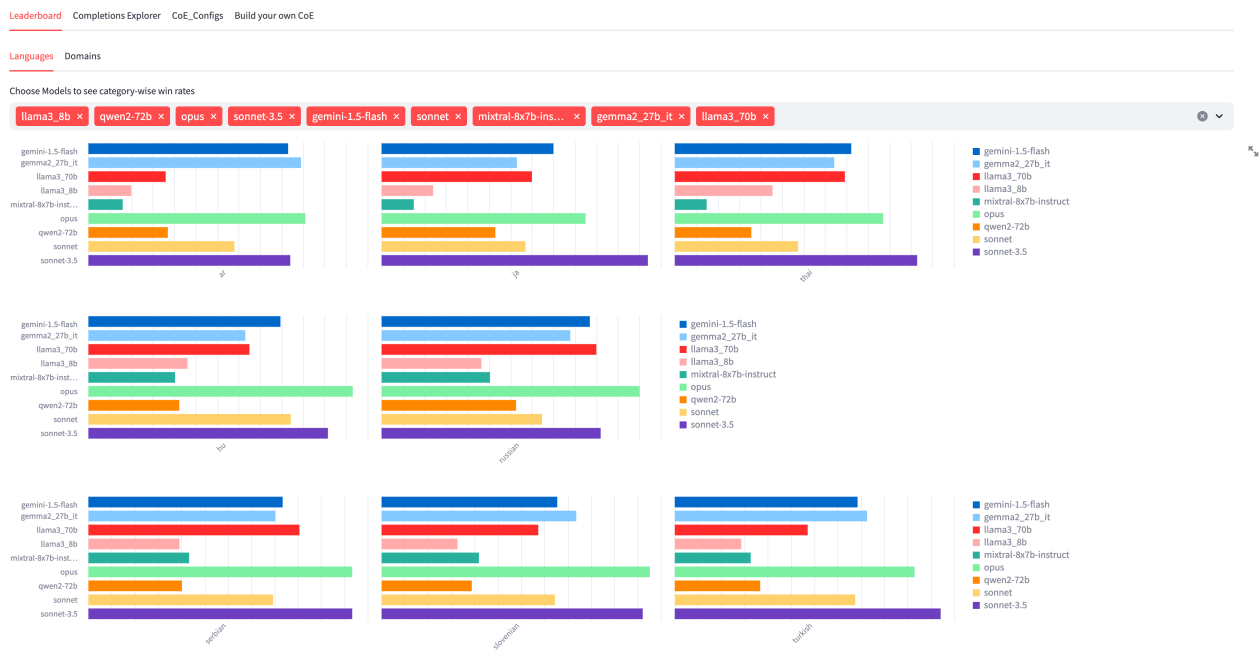 Leaderboard Completions Explorer CoE_Configs Build your own CoE
Languages Domains
Choose Models to see category-wise win rates
llama3_8b × qwen2-72b × opus × sonnet-3.5 × gemini-1.5-flash × sonnet × mixtral-8x7b-ins... × gemma2_27b_it × llama3_70b ×
gemini-1.5-flash
gemma2_27b_it
llama3_70b
llama3_8b
mixtral-8x7b-inst...
opus
qwen2-72b
sonnet
sonnet-3.5
ar
ja
thai
gemini-1.5-flash
gemma2_27b_it
llama3_70b
llama3_8b
mixtral-8x7b-instruct
opus
qwen2-72b
sonnet
sonnet-3.5
gemini-1.5-flash
gemma2_27b_it
llama3_70b
llama3_8b
mixtral-8x7b-inst...
opus
qwen2-72b
sonnet
sonnet-3.5
hu
russian
gemini-1.5-flash
gemma2_27b_it
llama3_70b
llama3_8b
mixtral-8x7b-instruct
opus
qwen2-72b
sonnet
sonnet-3.5
gemini-1.5-flash
gemma2_27b_it
llama3_70b
llama3_8b
mixtral-8x7b-inst...
opus
qwen2-72b
sonnet
sonnet-3.5
serbian
slovenian
turkish
gemini-1.5-flash
gemma2_27b_it
llama3_70b
llama3_8b
mixtral-8x7b-instruct
opus
qwen2-72b
sonnet
sonnet-3.5